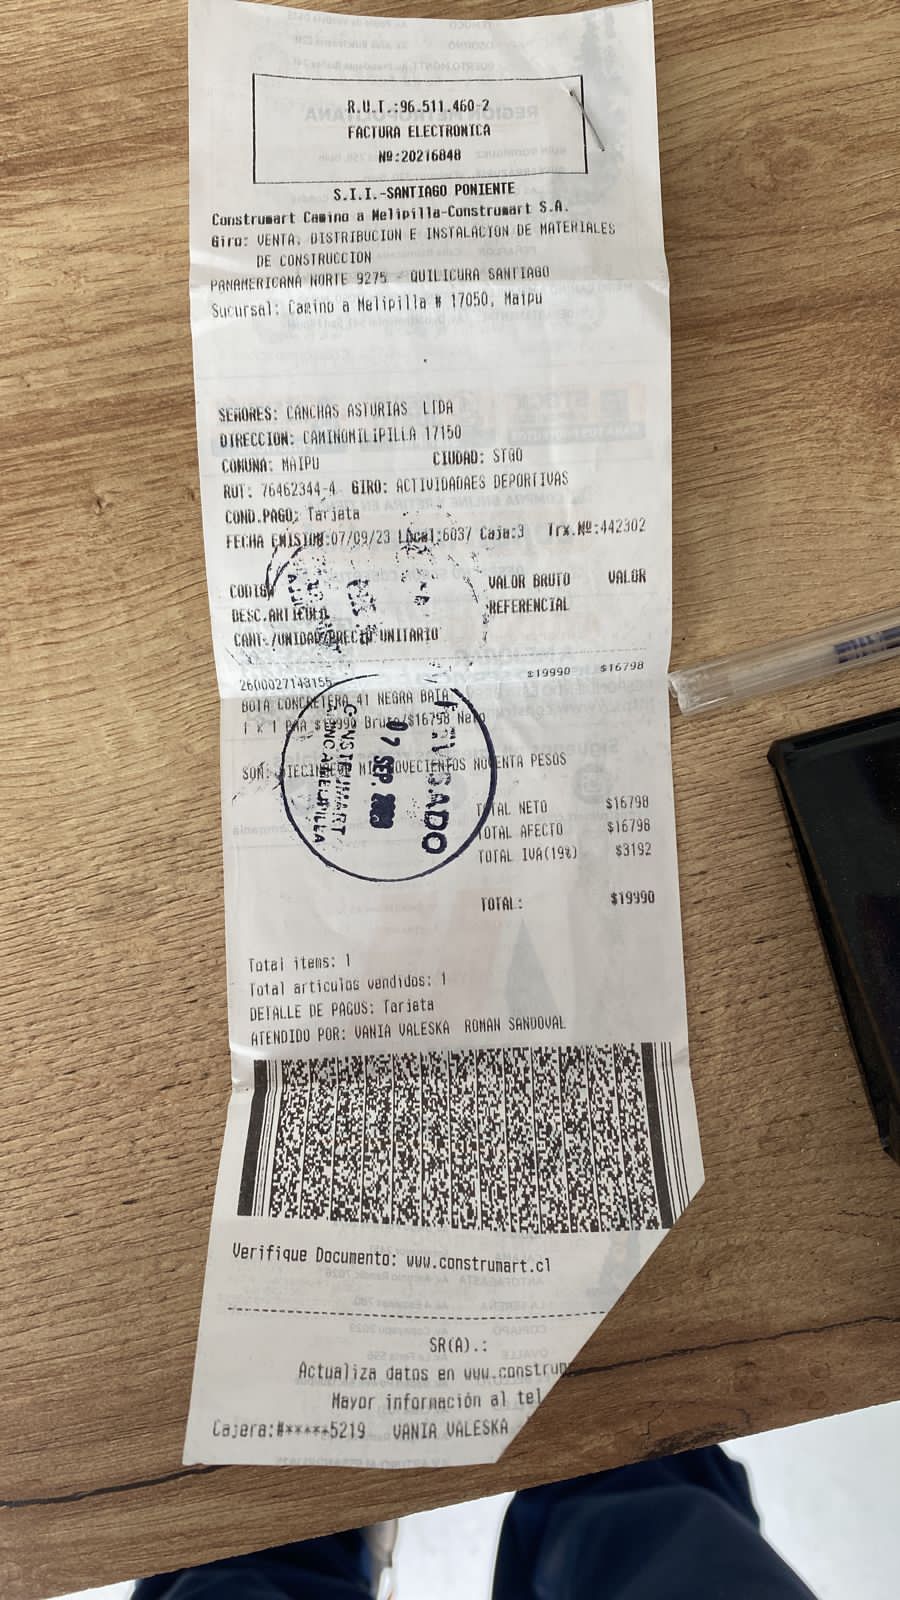 R.U.T.:96.511.460-2
FACTURA ELECTRONICA
Nº:20216848
S.I.I.-SANTIAGO PONIENTE
Construmart Camino a Melipilla-Construmart S.A.
Giro: VENTA, DISTRIBUCION E INSTALACION DE MATERIALES
DE CONSTRUCCION
PANAMERICANA NORTE 9275 - QUILICURA SANTIAGO
Sucursal: Camino a Melipilla # 17050, Maipu
SEÑORES: CANCHAS ASTURIAS LTDA
DIRECCION: CAMINOMILIPILLA 17150
COMUNA: MAIPU CIUDAD: STGO
RUT: 76462344-4 GIRO: ACTIVIDADAES DEPORTIVAS
COND.PAGO: Tarjeta
FECHA EMISION:07/09/23 Local:6037 Caja:3 Trx.Nº:442302
CODIGO VALOR BRUTO VALOR
DESC.ARTICULO REFERENCIAL
CANT./UNIDAD/PRECIO UNITARIO
2600027143155 $19990 $16798
BOTA CONCRETERA 41 NEGRA BATA
1 x 1 PAA $19990 Bruto/$16798 Neto
SON: DIECINUEVE MIL NOVECIENTOS NOVENTA PESOS
07 SEP. 2023
CONSTRUMART
TOTAL NETO $16798
TOTAL AFECTO $16798
TOTAL IVA(19%) $3192
TOTAL: $19990
Total items: 1
Total articulos vendidos: 1
DETALLE DE PAGOS: Tarjeta
ATENDIDO POR: VANIA VALESKA ROMAN SANDOVAL
Verifique Documento: www.construmart.cl
SR(A).:
Actualiza datos en www.constru
Mayor información al tel
Cajera:#*****5219 VANIA VALESKA